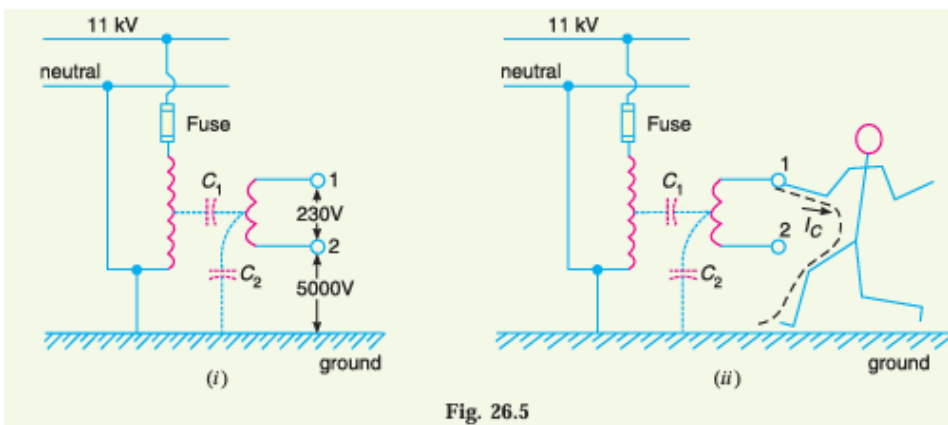 11 kV
neutral
Fuse
C1
1
230V
2
C2
5000V
ground
(i)
11 kV
neutral
Fuse
C1
1
IC
2
C2
ground
(ii)
Fig. 26.5